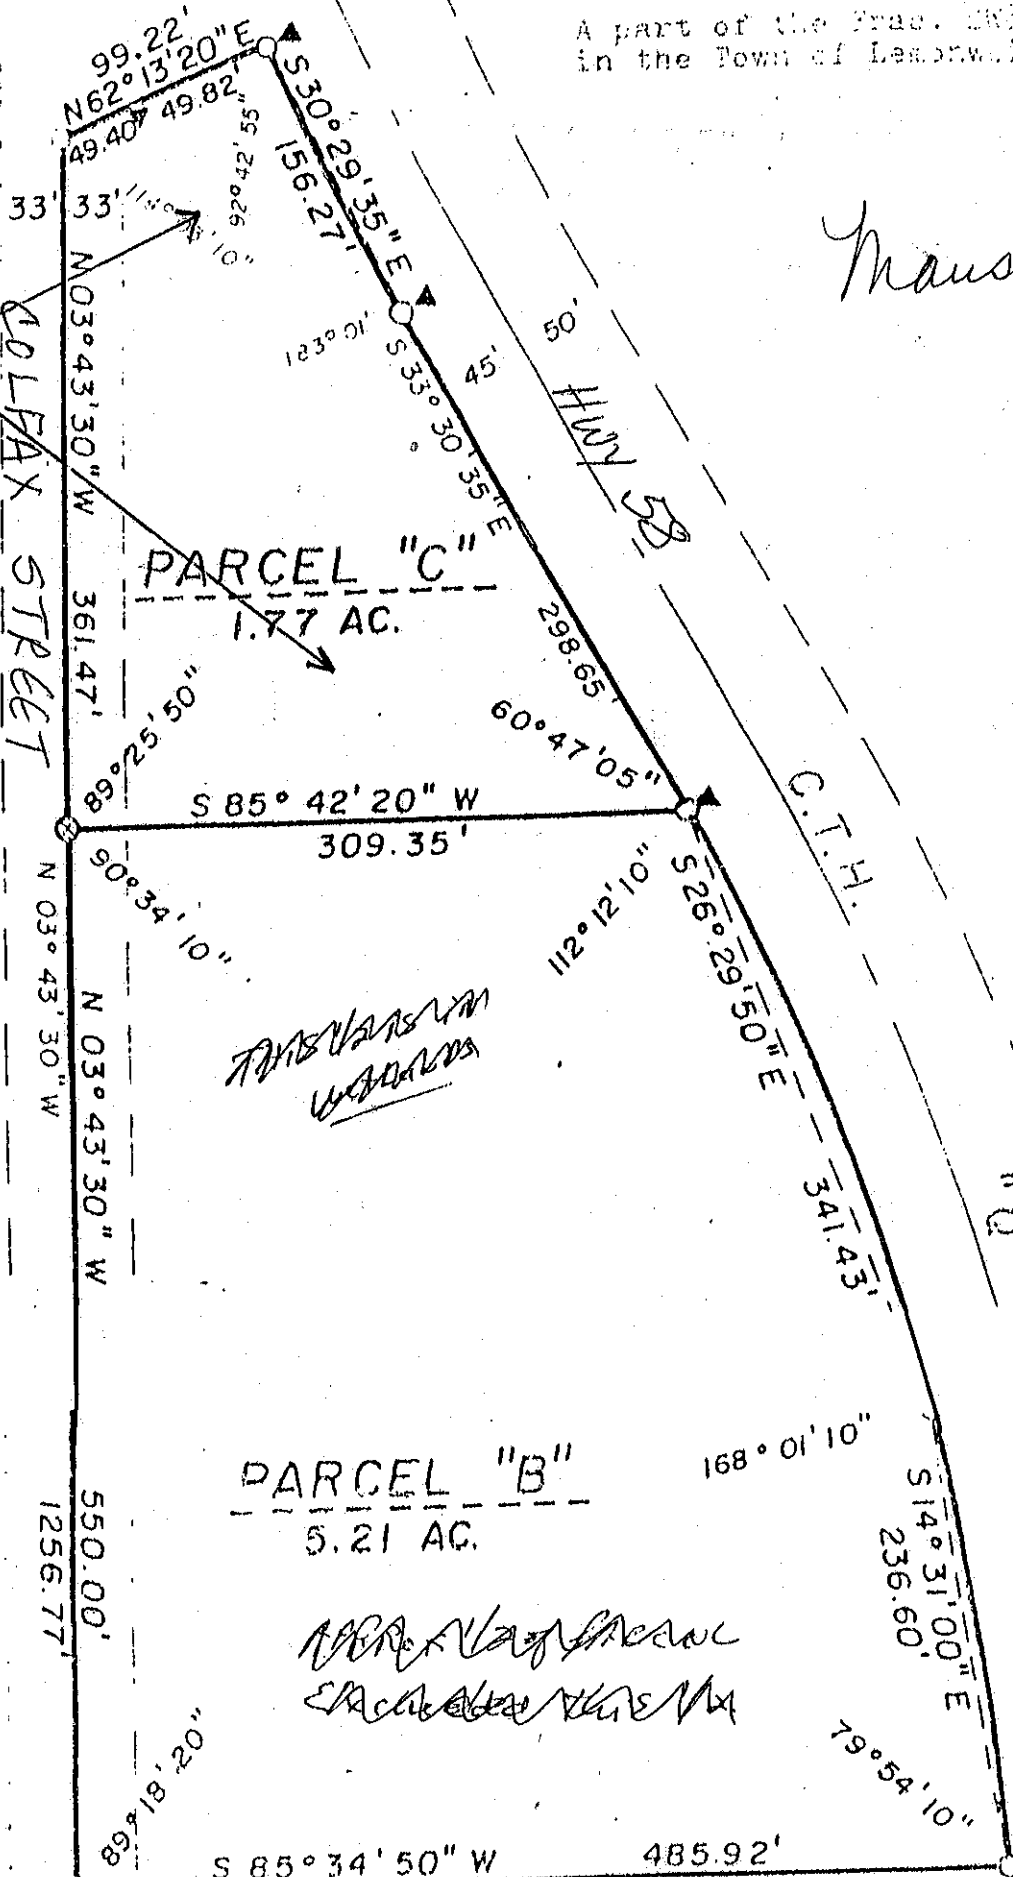 A part of the Frac.
in the Town of
99.22'
N62°13'20"E
49.40' 49.82'
S30°29'35"E
156.27'
92°42'55"
33' 33'
Maus
N03°43'30"W 361.47'
COLFAX STREET
183°01'
S33°30'35"E 298.65'
45' 50'
HWY 58
PARCEL "C"
1.77 AC.
89°25'50"
60°47'05"
S 85° 42' 20" W
309.35'
C.T.H. "Q
90°34'10"
112°12'10"
N 03° 43' 30" W 1256.77'
N 03° 43' 30" W 550.00'
S26°29'50"E 341.43'
PARCEL "B"
5.21 AC.
168° 01' 10"
S14°31'00"E
236.60'
89°18'20"
79°54'10"
S 85° 34' 50" W 485.92'